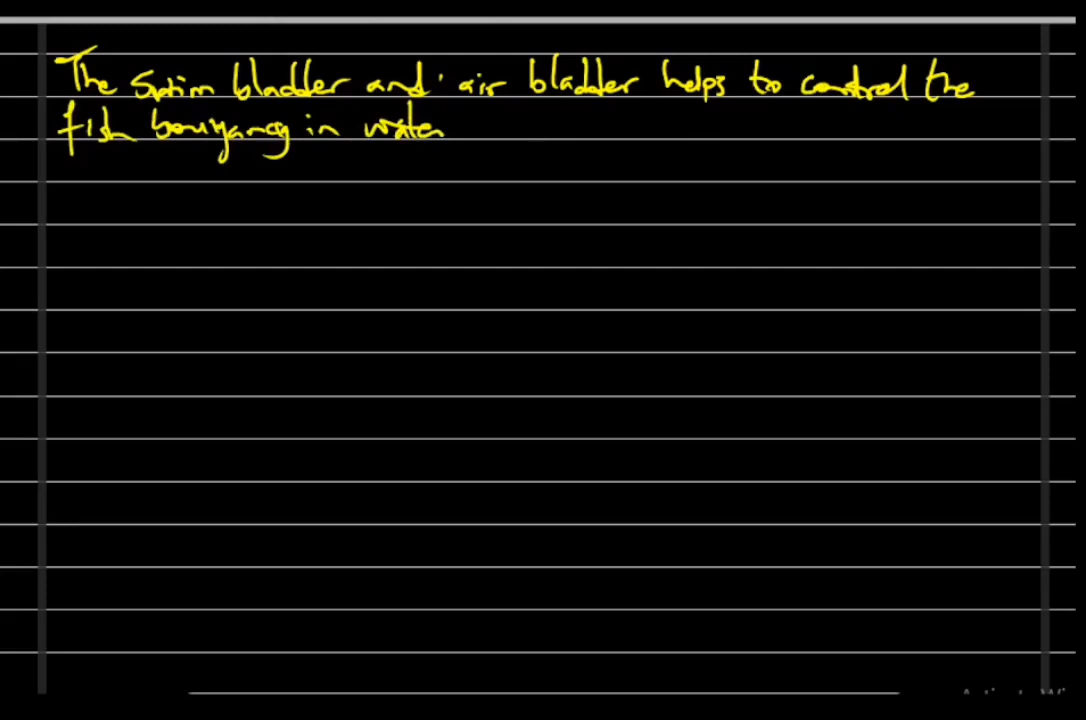 The Swim bladder and air bladder helps to control the
fish bouyancy in water